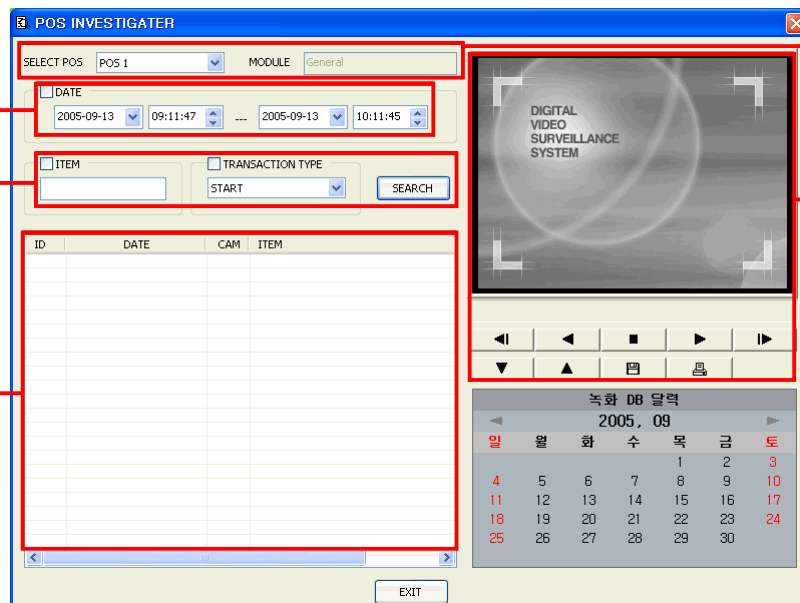 POS INVESTIGATER
SELECT POS POS 1 MODULE General
DATE
2005-09-13 09:11:47 --- 2005-09-13 10:11:45
ITEM TRANSACTION TYPE
START SEARCH
ID DATE CAM ITEM
DIGITAL
VIDEO
SURVEILLANCE
SYSTEM
녹화 DB 달력
2005, 09
일 월 화 수 목 금 토
1 2 3
4 5 6 7 8 9 10
11 12 13 14 15 16 17
18 19 20 21 22 23 24
25 26 27 28 29 30
EXIT